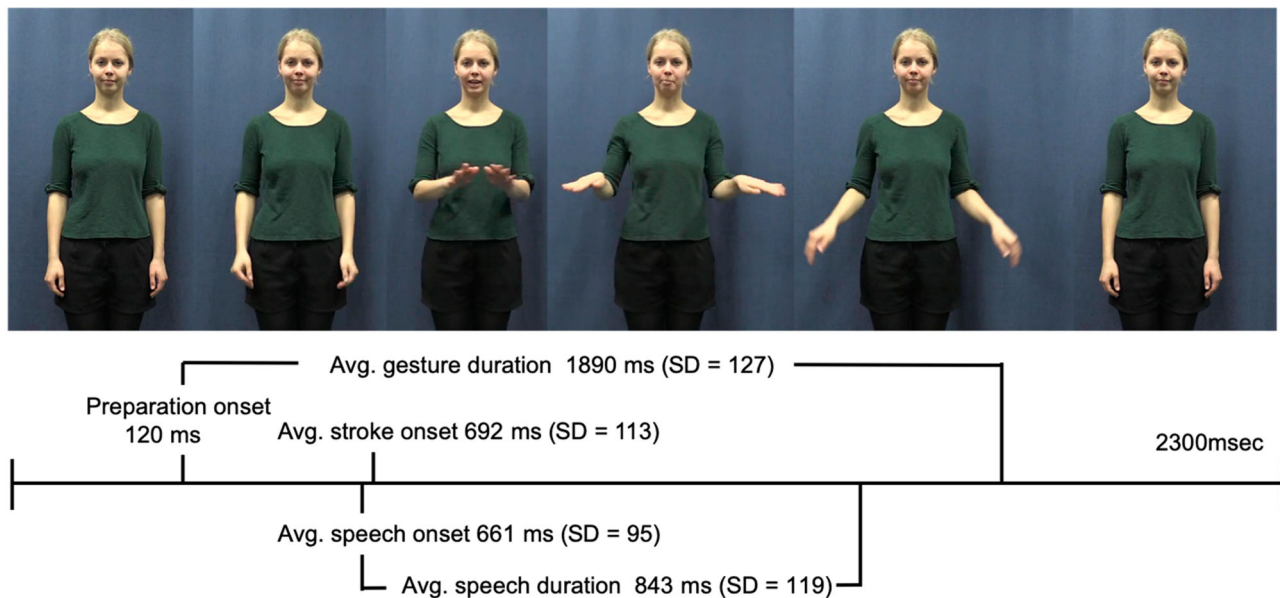 Avg. gesture duration 1890 ms (SD = 127)
Preparation onset
120 ms
Avg. stroke onset 692 ms (SD = 113)
2300msec
Avg. speech onset 661 ms (SD = 95)
Avg. speech duration 843 ms (SD = 119)